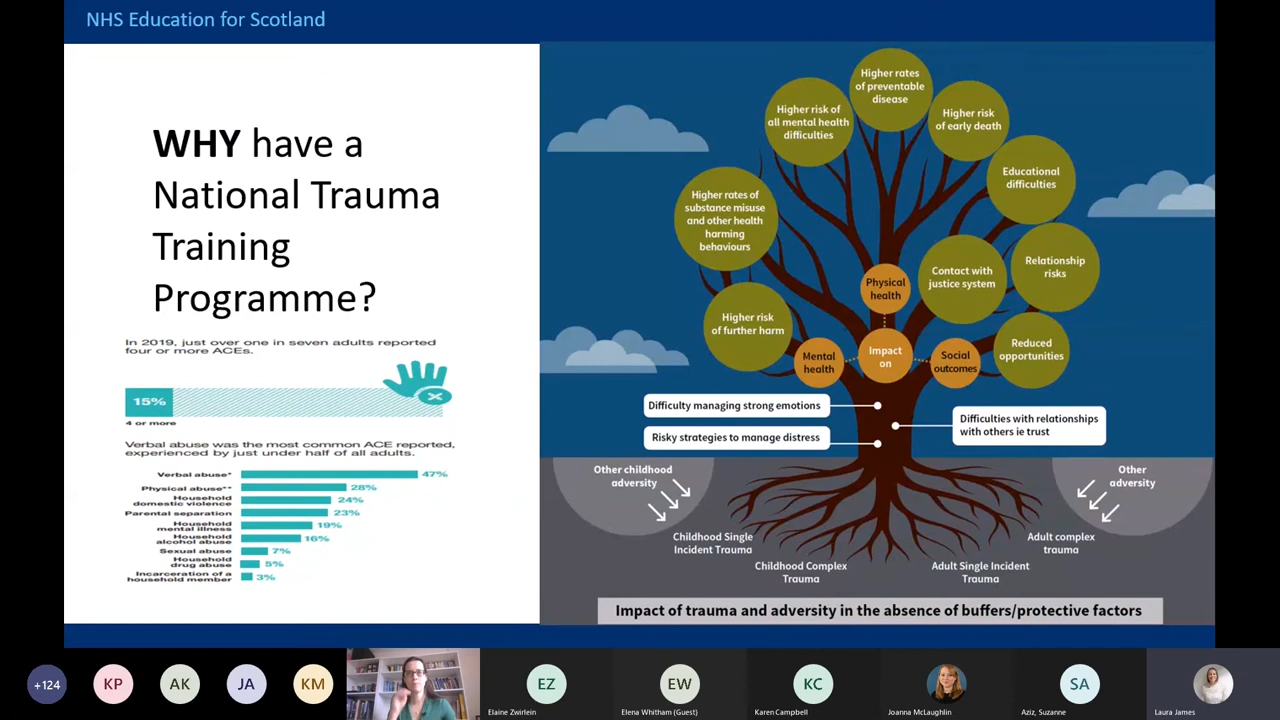 NHS Education for Scotland
WHY have a
National Trauma
Training
Programme?
In 2019, just over one in seven adults reported
four or more ACEs.
15%
4 or more
Verbal abuse was the most common ACE reported,
experienced by just under half of all adults.
Verbal abuse* 47%
Physical abuse** 28%
Household
domestic violence 24%
Parental separation 23%
Household
mental illness 19%
Household
alcohol abuse 16%
Sexual abuse 7%
Household
drug abuse 5%
Incarceration of a
household member 3%
Higher rates
of preventable
disease
Higher risk of
all mental health
difficulties
Higher risk
of early death
Educational
difficulties
Higher rates of
substance misuse
and other health
harming
behaviours
Relationship
risks
Contact with
justice system
Physical
health
Higher risk
of further harm
Reduced
opportunities
Mental
health
Impact
on
Social
outcomes
Difficulty managing strong emotions
Risky strategies to manage distress
Difficulties with relationships
with others ie trust
Other childhood
adversity
Other
adversity
Childhood Single
Incident Trauma
Childhood Complex
Trauma
Adult complex
trauma
Adult Single Incident
Trauma
Impact of trauma and adversity in the absence of buffers/protective factors
+124
KP
AK
JA
KM
EZ
Elaine Zwirlein
EW
Elena Whitham (Guest)
KC
Karen Campbell
Joanna McLaughlin
SA
Aziz, Suzanne
Laura James